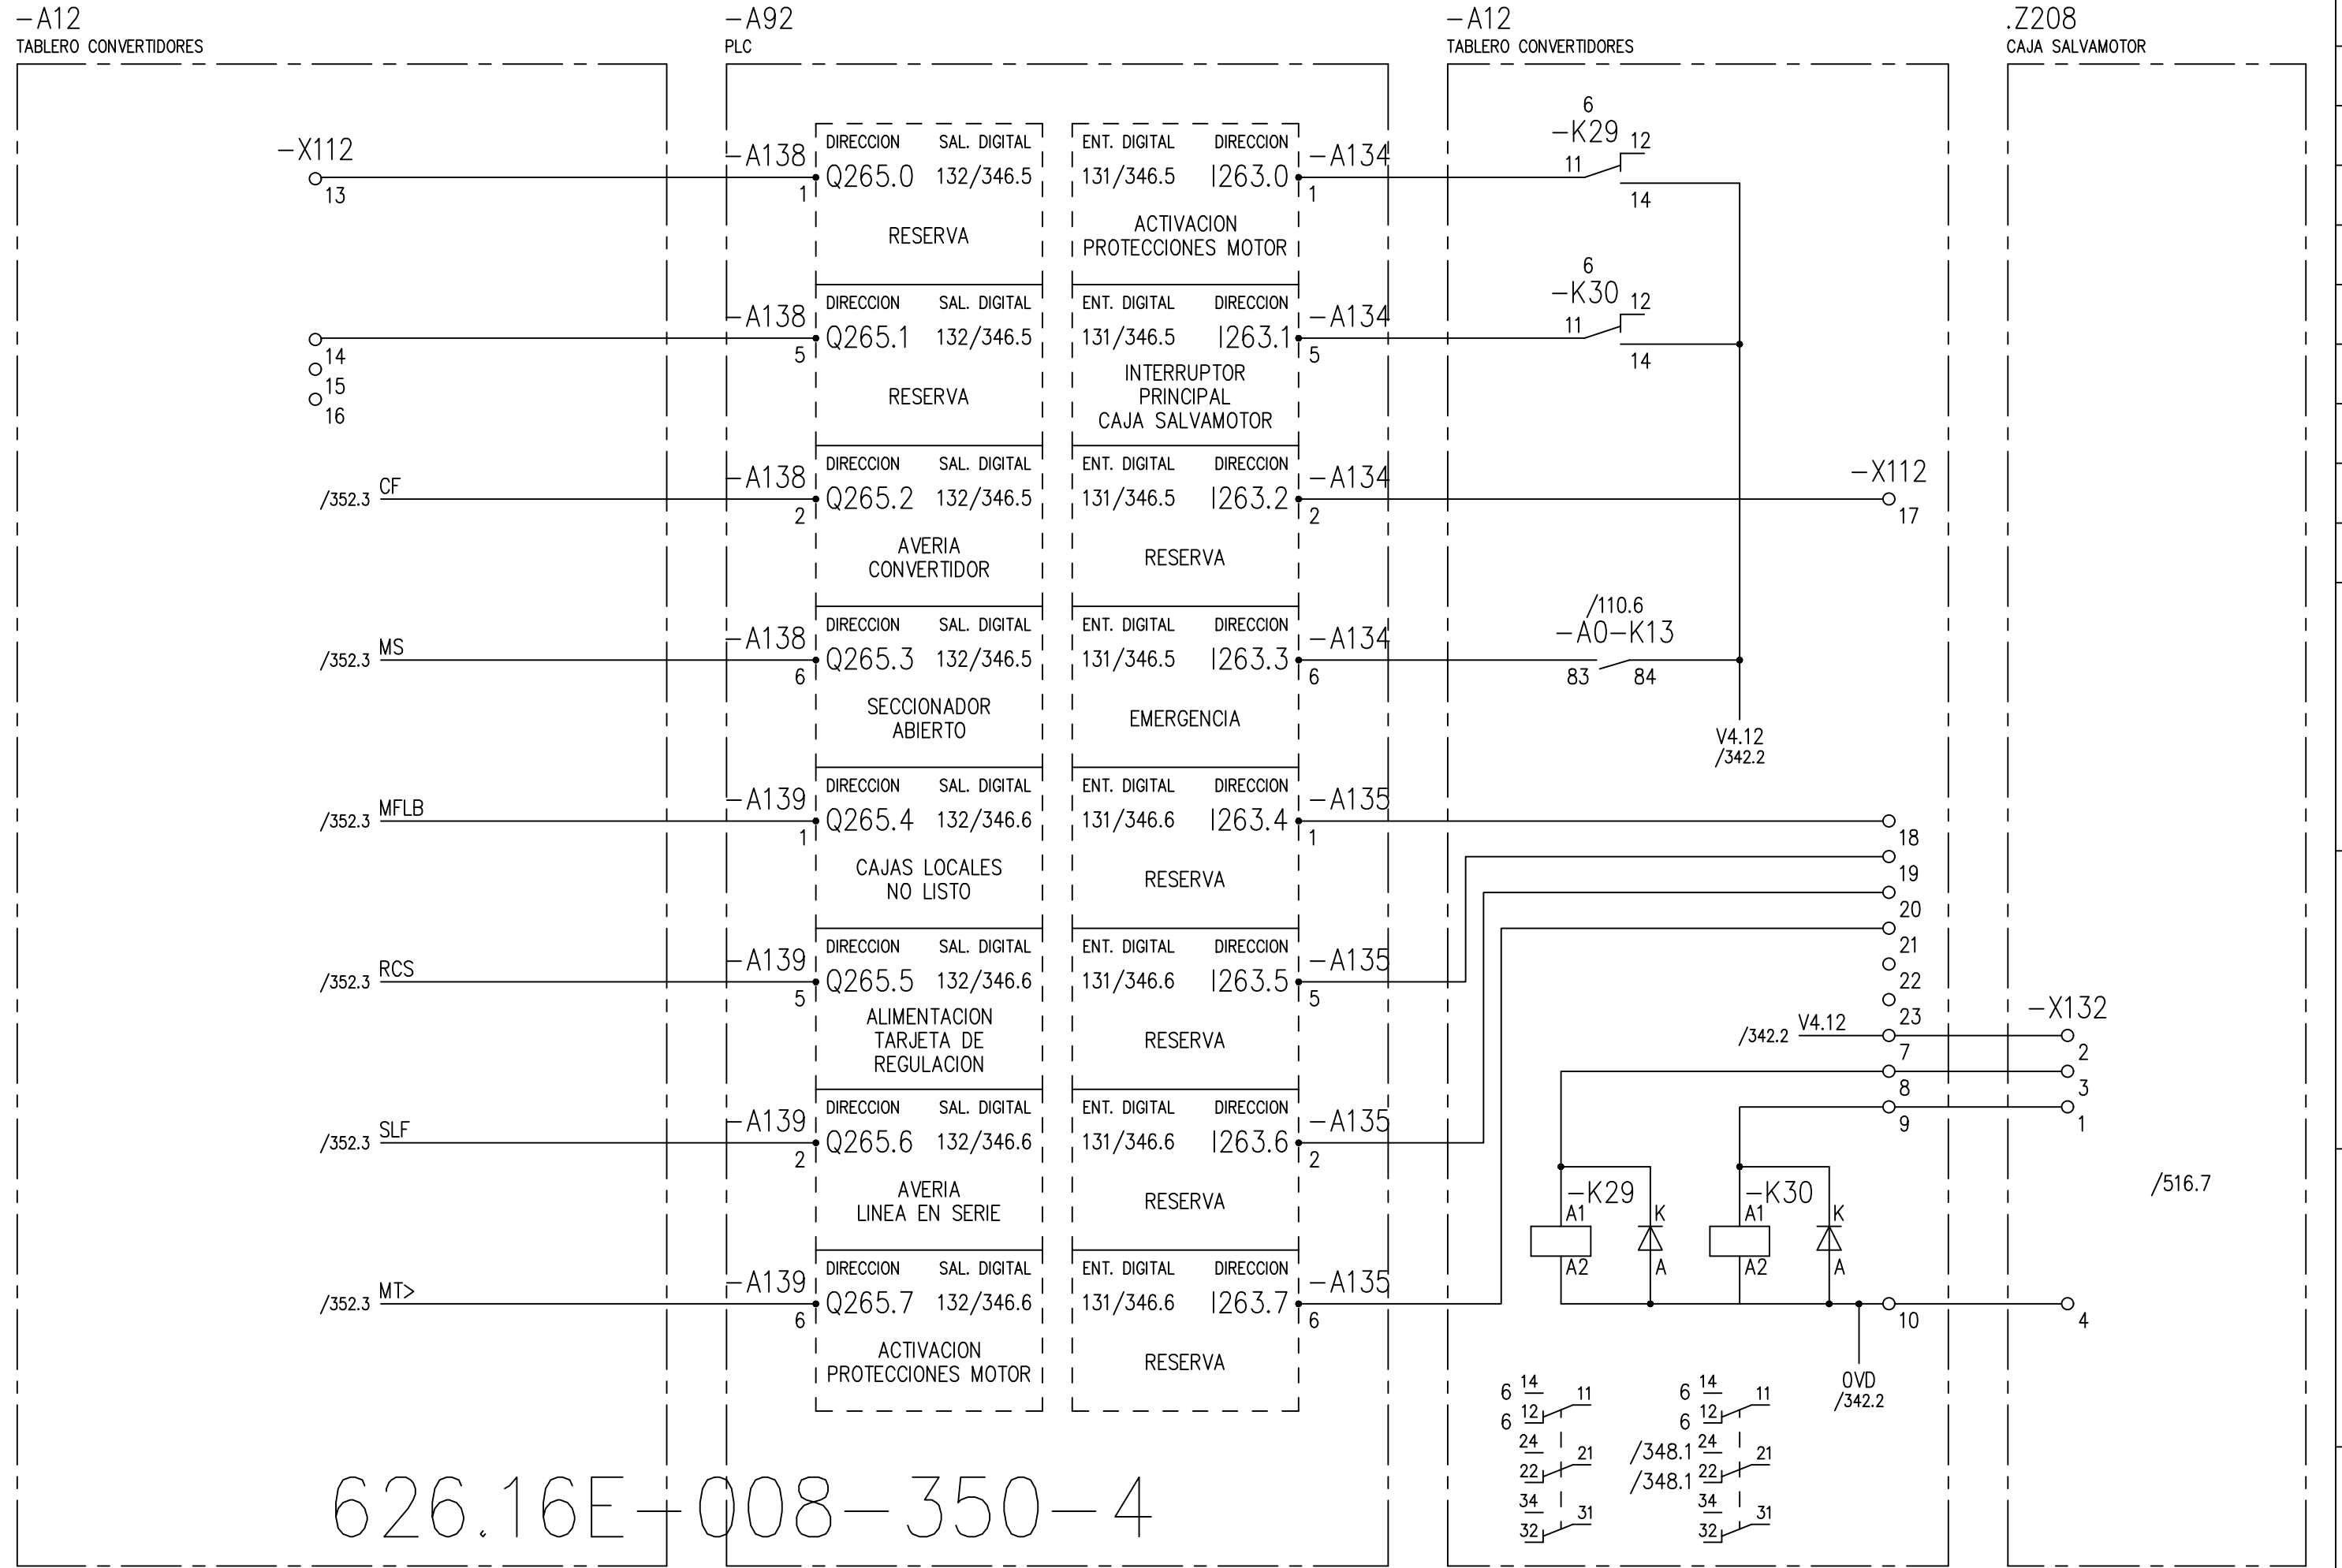 -A12
TABLERO CONVERTIDORES
-A92
PLC
-A12
TABLERO CONVERTIDORES
.Z208
CAJA SALVAMOTOR
-X112
13
-A138
1
DIRECCION SAL. DIGITAL
Q265.0 132/346.5
RESERVA
ENT. DIGITAL DIRECCION
131/346.5 I263.0
ACTIVACION
PROTECCIONES MOTOR
-A134
1
6
-K29
11
12
14
14
15
16
-A138
5
DIRECCION SAL. DIGITAL
Q265.1 132/346.5
RESERVA
ENT. DIGITAL DIRECCION
131/346.5 I263.1
INTERRUPTOR
PRINCIPAL
CAJA SALVAMOTOR
-A134
5
6
-K30
11
12
14
/352.3 CF
-A138
2
DIRECCION SAL. DIGITAL
Q265.2 132/346.5
AVERIA
CONVERTIDOR
ENT. DIGITAL DIRECCION
131/346.5 I263.2
RESERVA
-A134
2
-X112
17
/352.3 MS
-A138
6
DIRECCION SAL. DIGITAL
Q265.3 132/346.5
SECCIONADOR
ABIERTO
ENT. DIGITAL DIRECCION
131/346.5 I263.3
EMERGENCIA
-A134
6
/110.6
-A0-K13
83 84
V4.12
/342.2
/352.3 MFLB
-A139
1
DIRECCION SAL. DIGITAL
Q265.4 132/346.6
CAJAS LOCALES
NO LISTO
ENT. DIGITAL DIRECCION
131/346.6 I263.4
RESERVA
-A135
1
18
19
20
21
22
23
/352.3 RCS
-A139
5
DIRECCION SAL. DIGITAL
Q265.5 132/346.6
ALIMENTACION
TARJETA DE
REGULACION
ENT. DIGITAL DIRECCION
131/346.6 I263.5
RESERVA
-A135
5
/342.2 V4.12
7
8
9
-X132
2
3
1
/352.3 SLF
-A139
2
DIRECCION SAL. DIGITAL
Q265.6 132/346.6
AVERIA
LINEA EN SERIE
ENT. DIGITAL DIRECCION
131/346.6 I263.6
RESERVA
-A135
2
-K29
A1
A2
K
A
-K30
A1
A2
K
A
/516.7
/352.3 MT>
-A139
6
DIRECCION SAL. DIGITAL
Q265.7 132/346.6
ACTIVACION
PROTECCIONES MOTOR
ENT. DIGITAL DIRECCION
131/346.6 I263.7
RESERVA
-A135
6
10
4
0VD
/342.2
6 14 11
6 12
24 21
22
34 31
32
6 14 11
6 12
/348.1 24 21
/348.1 22
34 31
32
626.16E-008-350-4